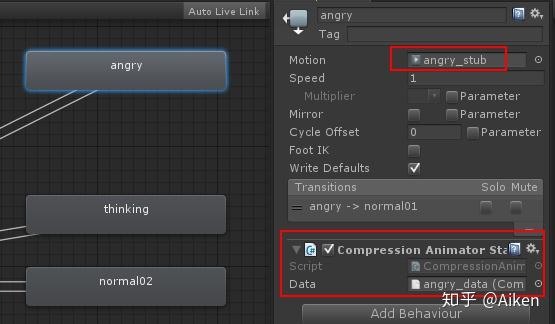 Auto Live Link
angry
thinking
normal02
angry
Tag
Motion angry_stub
Speed 1
Multiplier Parameter
Mirror Parameter
Cycle Offset 0 Parameter
Foot IK
Write Defaults
Transitions Solo Mute
angry -> normal01
Compression Animator Sta
Script CompressionAnim
Data angry_data (Com
Add Behaviour
知乎 @Aiken